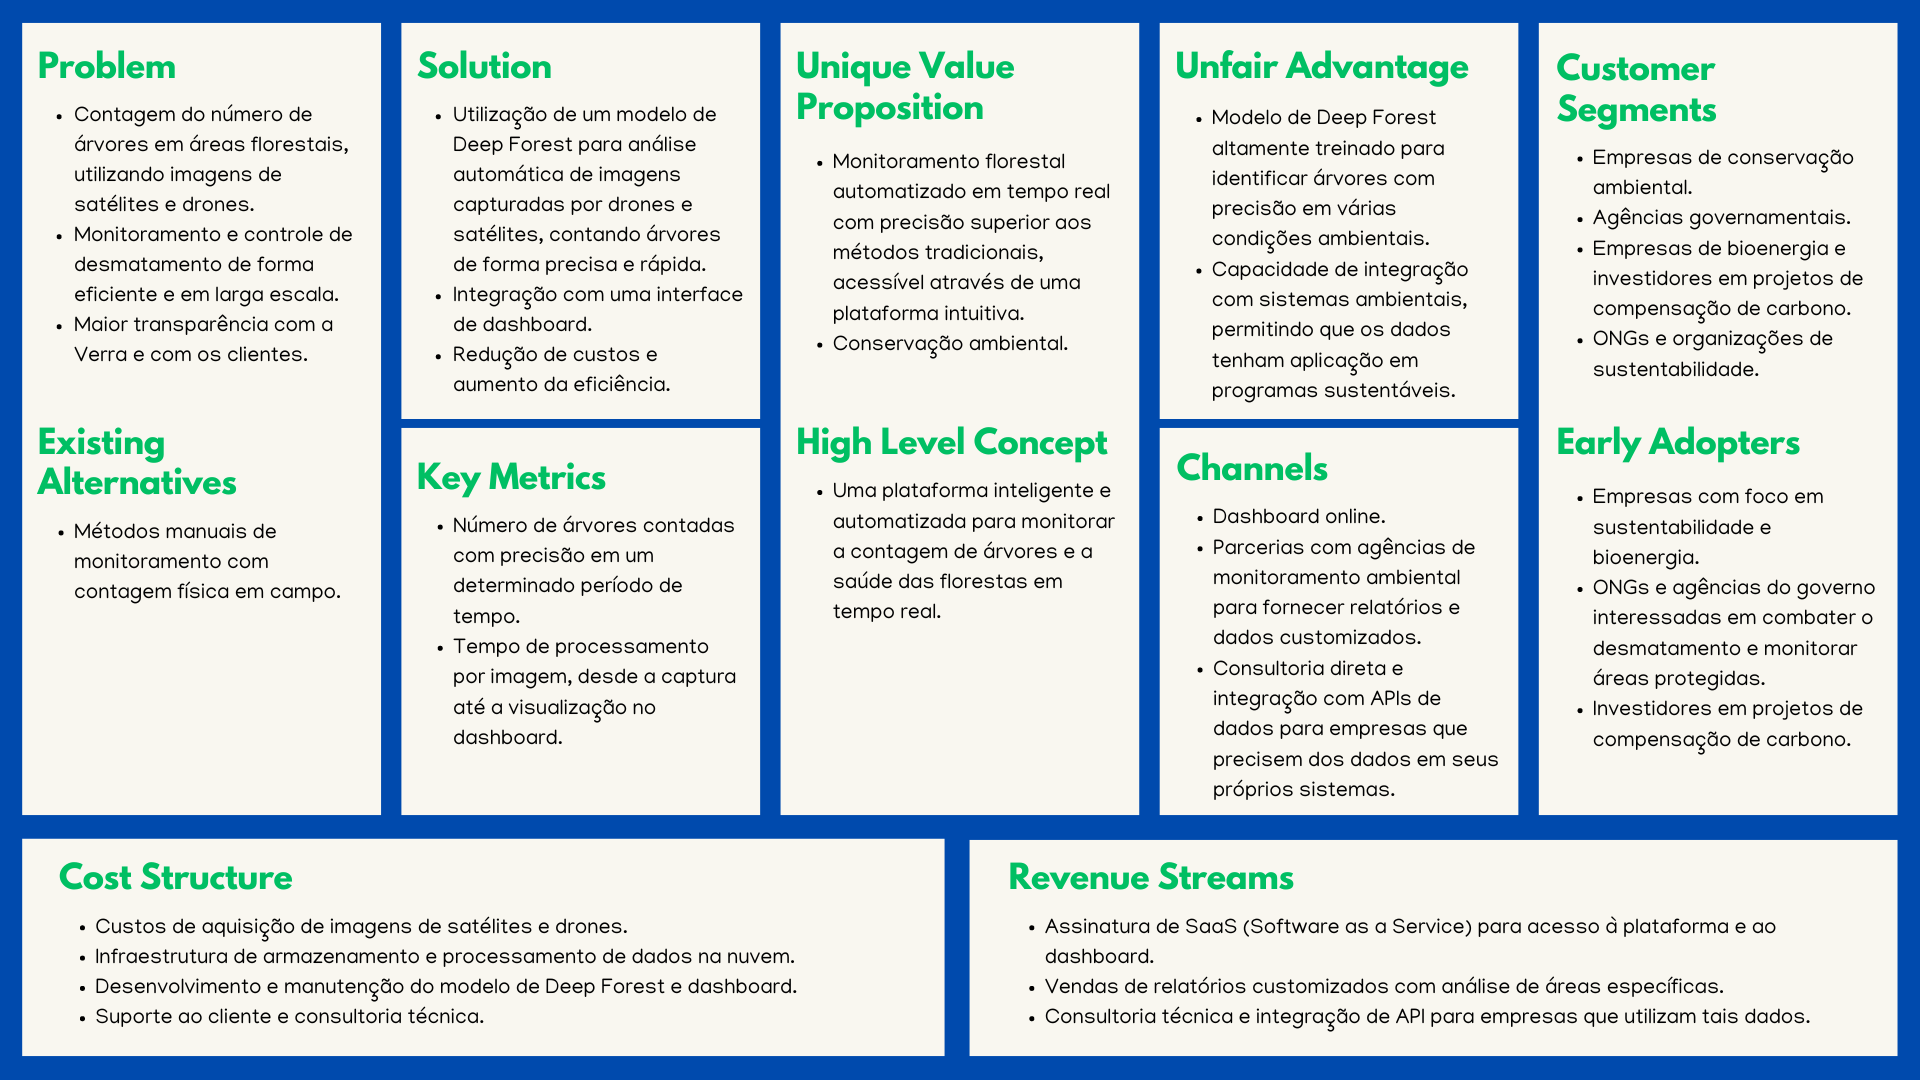 Problem
• Contagem do número de
árvores em áreas florestais,
utilizando imagens de
satélites e drones.
• Monitoramento e controle de
desmatamento de forma
eficiente e em larga escala.
• Maior transparência com a
Verra e com os clientes.
Existing
Alternatives
• Métodos manuais de
monitoramento com
contagem física em campo.
Solution
• Utilização de um modelo de
Deep Forest para análise
automática de imagens
capturadas por drones e
satélites, contando árvores
de forma precisa e rápida.
• Integração com uma interface
de dashboard.
• Redução de custos e
aumento da eficiência.
Key Metrics
• Número de árvores contadas
com precisão em um
determinado período de
tempo.
• Tempo de processamento
por imagem, desde a captura
até a visualização no
dashboard.
Unique Value
Proposition
• Monitoramento florestal
automatizado em tempo real
com precisão superior aos
métodos tradicionais,
acessível através de uma
plataforma intuitiva.
• Conservação ambiental.
High Level Concept
• Uma plataforma inteligente e
automatizada para monitorar
a contagem de árvores e a
saúde das florestas em
tempo real.
Unfair Advantage
• Modelo de Deep Forest
altamente treinado para
identificar árvores com
precisão em várias
condições ambientais.
• Capacidade de integração
com sistemas ambientais,
permitindo que os dados
tenham aplicação em
programas sustentáveis.
Channels
• Dashboard online.
• Parcerias com agências de
monitoramento ambiental
para fornecer relatórios e
dados customizados.
• Consultoria direta e
integração com APIs de
dados para empresas que
precisem dos dados em seus
próprios sistemas.
Customer
Segments
• Empresas de conservação
ambiental.
• Agências governamentais.
• Empresas de bioenergia e
investidores em projetos de
compensação de carbono.
• ONGs e organizações de
sustentabilidade.
Early Adopters
• Empresas com foco em
sustentabilidade e
bioenergia.
• ONGs e agências do governo
interessadas em combater o
desmatamento e monitorar
áreas protegidas.
• Investidores em projetos de
compensação de carbono.
Cost Structure
• Custos de aquisição de imagens de satélites e drones.
• Infraestrutura de armazenamento e processamento de dados na nuvem.
• Desenvolvimento e manutenção do modelo de Deep Forest e dashboard.
• Suporte ao cliente e consultoria técnica.
Revenue Streams
• Assinatura de SaaS (Software as a Service) para acesso à plataforma e ao
dashboard.
• Vendas de relatórios customizados com análise de áreas específicas.
• Consultoria técnica e integração de API para empresas que utilizam tais dados.